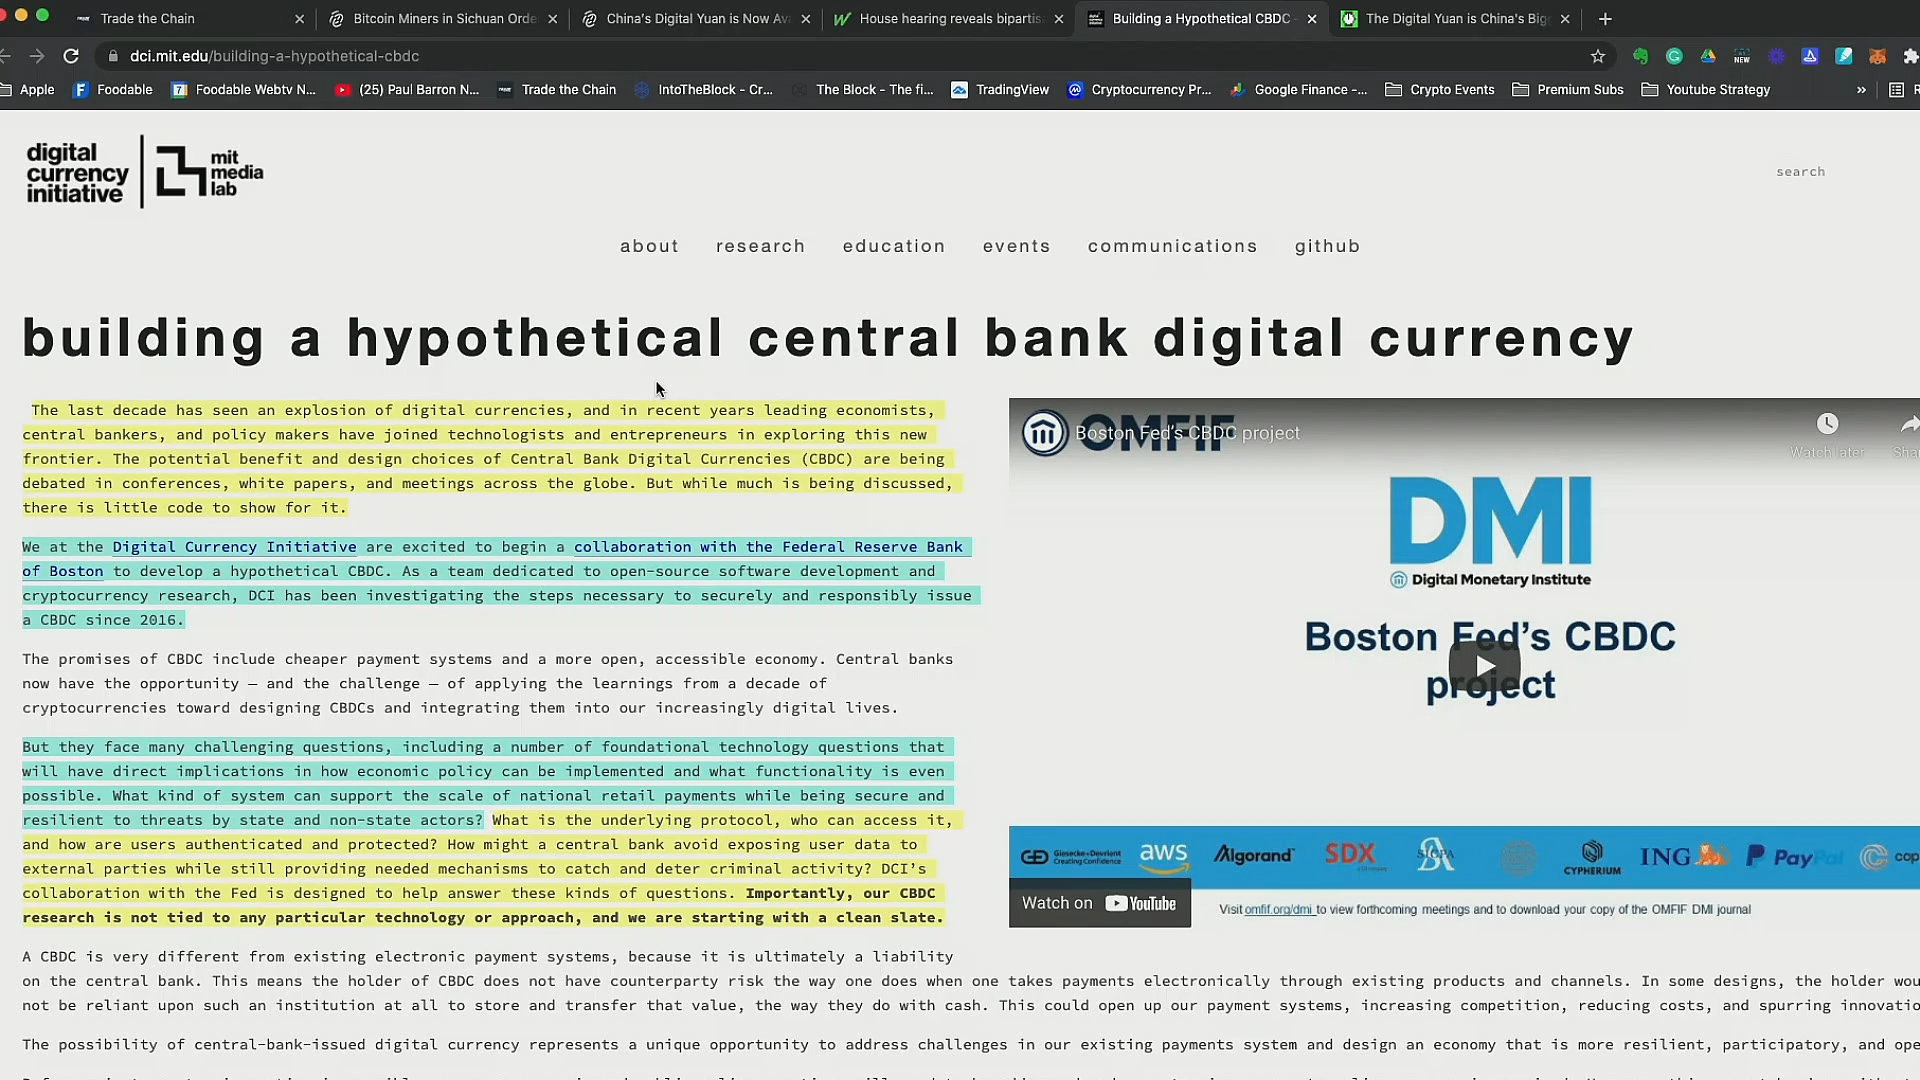 Trade the Chain
Bitcoin Miners in Sichuan Orde
China's Digital Yuan is Now Av
House hearing reveals bipartis
Building a Hypothetical CBDC
The Digital Yuan is China's Big
dci.mit.edu/building-a-hypothetical-cbdc
NEW
Apple
Foodable
Foodable Webtv N...
(25) Paul Barron N...
Trade the Chain
IntoTheBlock - Cr...
The Block - The fi...
TradingView
Cryptocurrency Pr...
Google Finance -...
Crypto Events
Premium Subs
Youtube Strategy
»
digital
currency
initiative
mit
media
lab
search
about research education events communications github
building a hypothetical central bank digital currency
The last decade has seen an explosion of digital currencies, and in recent years leading economists,
central bankers, and policy makers have joined technologists and entrepreneurs in exploring this new
frontier. The potential benefit and design choices of Central Bank Digital Currencies (CBDC) are being
debated in conferences, white papers, and meetings across the globe. But while much is being discussed,
there is little code to show for it.
We at the Digital Currency Initiative are excited to begin a collaboration with the Federal Reserve Bank
of Boston to develop a hypothetical CBDC. As a team dedicated to open-source software development and
cryptocurrency research, DCI has been investigating the steps necessary to securely and responsibly issue
a CBDC since 2016.
The promises of CBDC include cheaper payment systems and a more open, accessible economy. Central banks
now have the opportunity — and the challenge — of applying the learnings from a decade of
cryptocurrencies toward designing CBDCs and integrating them into our increasingly digital lives.
But they face many challenging questions, including a number of foundational technology questions that
will have direct implications in how economic policy can be implemented and what functionality is even
possible. What kind of system can support the scale of national retail payments while being secure and
resilient to threats by state and non-state actors? What is the underlying protocol, who can access it,
and how are users authenticated and protected? How might a central bank avoid exposing user data to
external parties while still providing needed mechanisms to catch and deter criminal activity? DCI's
collaboration with the Fed is designed to help answer these kinds of questions. Importantly, our CBDC
research is not tied to any particular technology or approach, and we are starting with a clean slate.
OMFIF
Boston Fed's CBDC project
Watch later
Sha
DMI
Digital Monetary Institute
Boston Fed's CBDC
project
Giesecke+Devrient
Creating Confidence
aws
Algorand
SDX
SICPA
CYPHERIUM
ING
PayPal
cop
Watch on YouTube
Visit omfif.org/dmi to view forthcoming meetings and to download your copy of the OMFIF DMI journal
A CBDC is very different from existing electronic payment systems, because it is ultimately a liability
on the central bank. This means the holder of CBDC does not have counterparty risk the way one does when one takes payments electronically through existing products and channels. In some designs, the holder wou
not be reliant upon such an institution at all to store and transfer that value, the way they do with cash. This could open up our payment systems, increasing competition, reducing costs, and spurring innovatio
The possibility of central-bank-issued digital currency represents a unique opportunity to address challenges in our existing payments system and design an economy that is more resilient, participatory, and ope